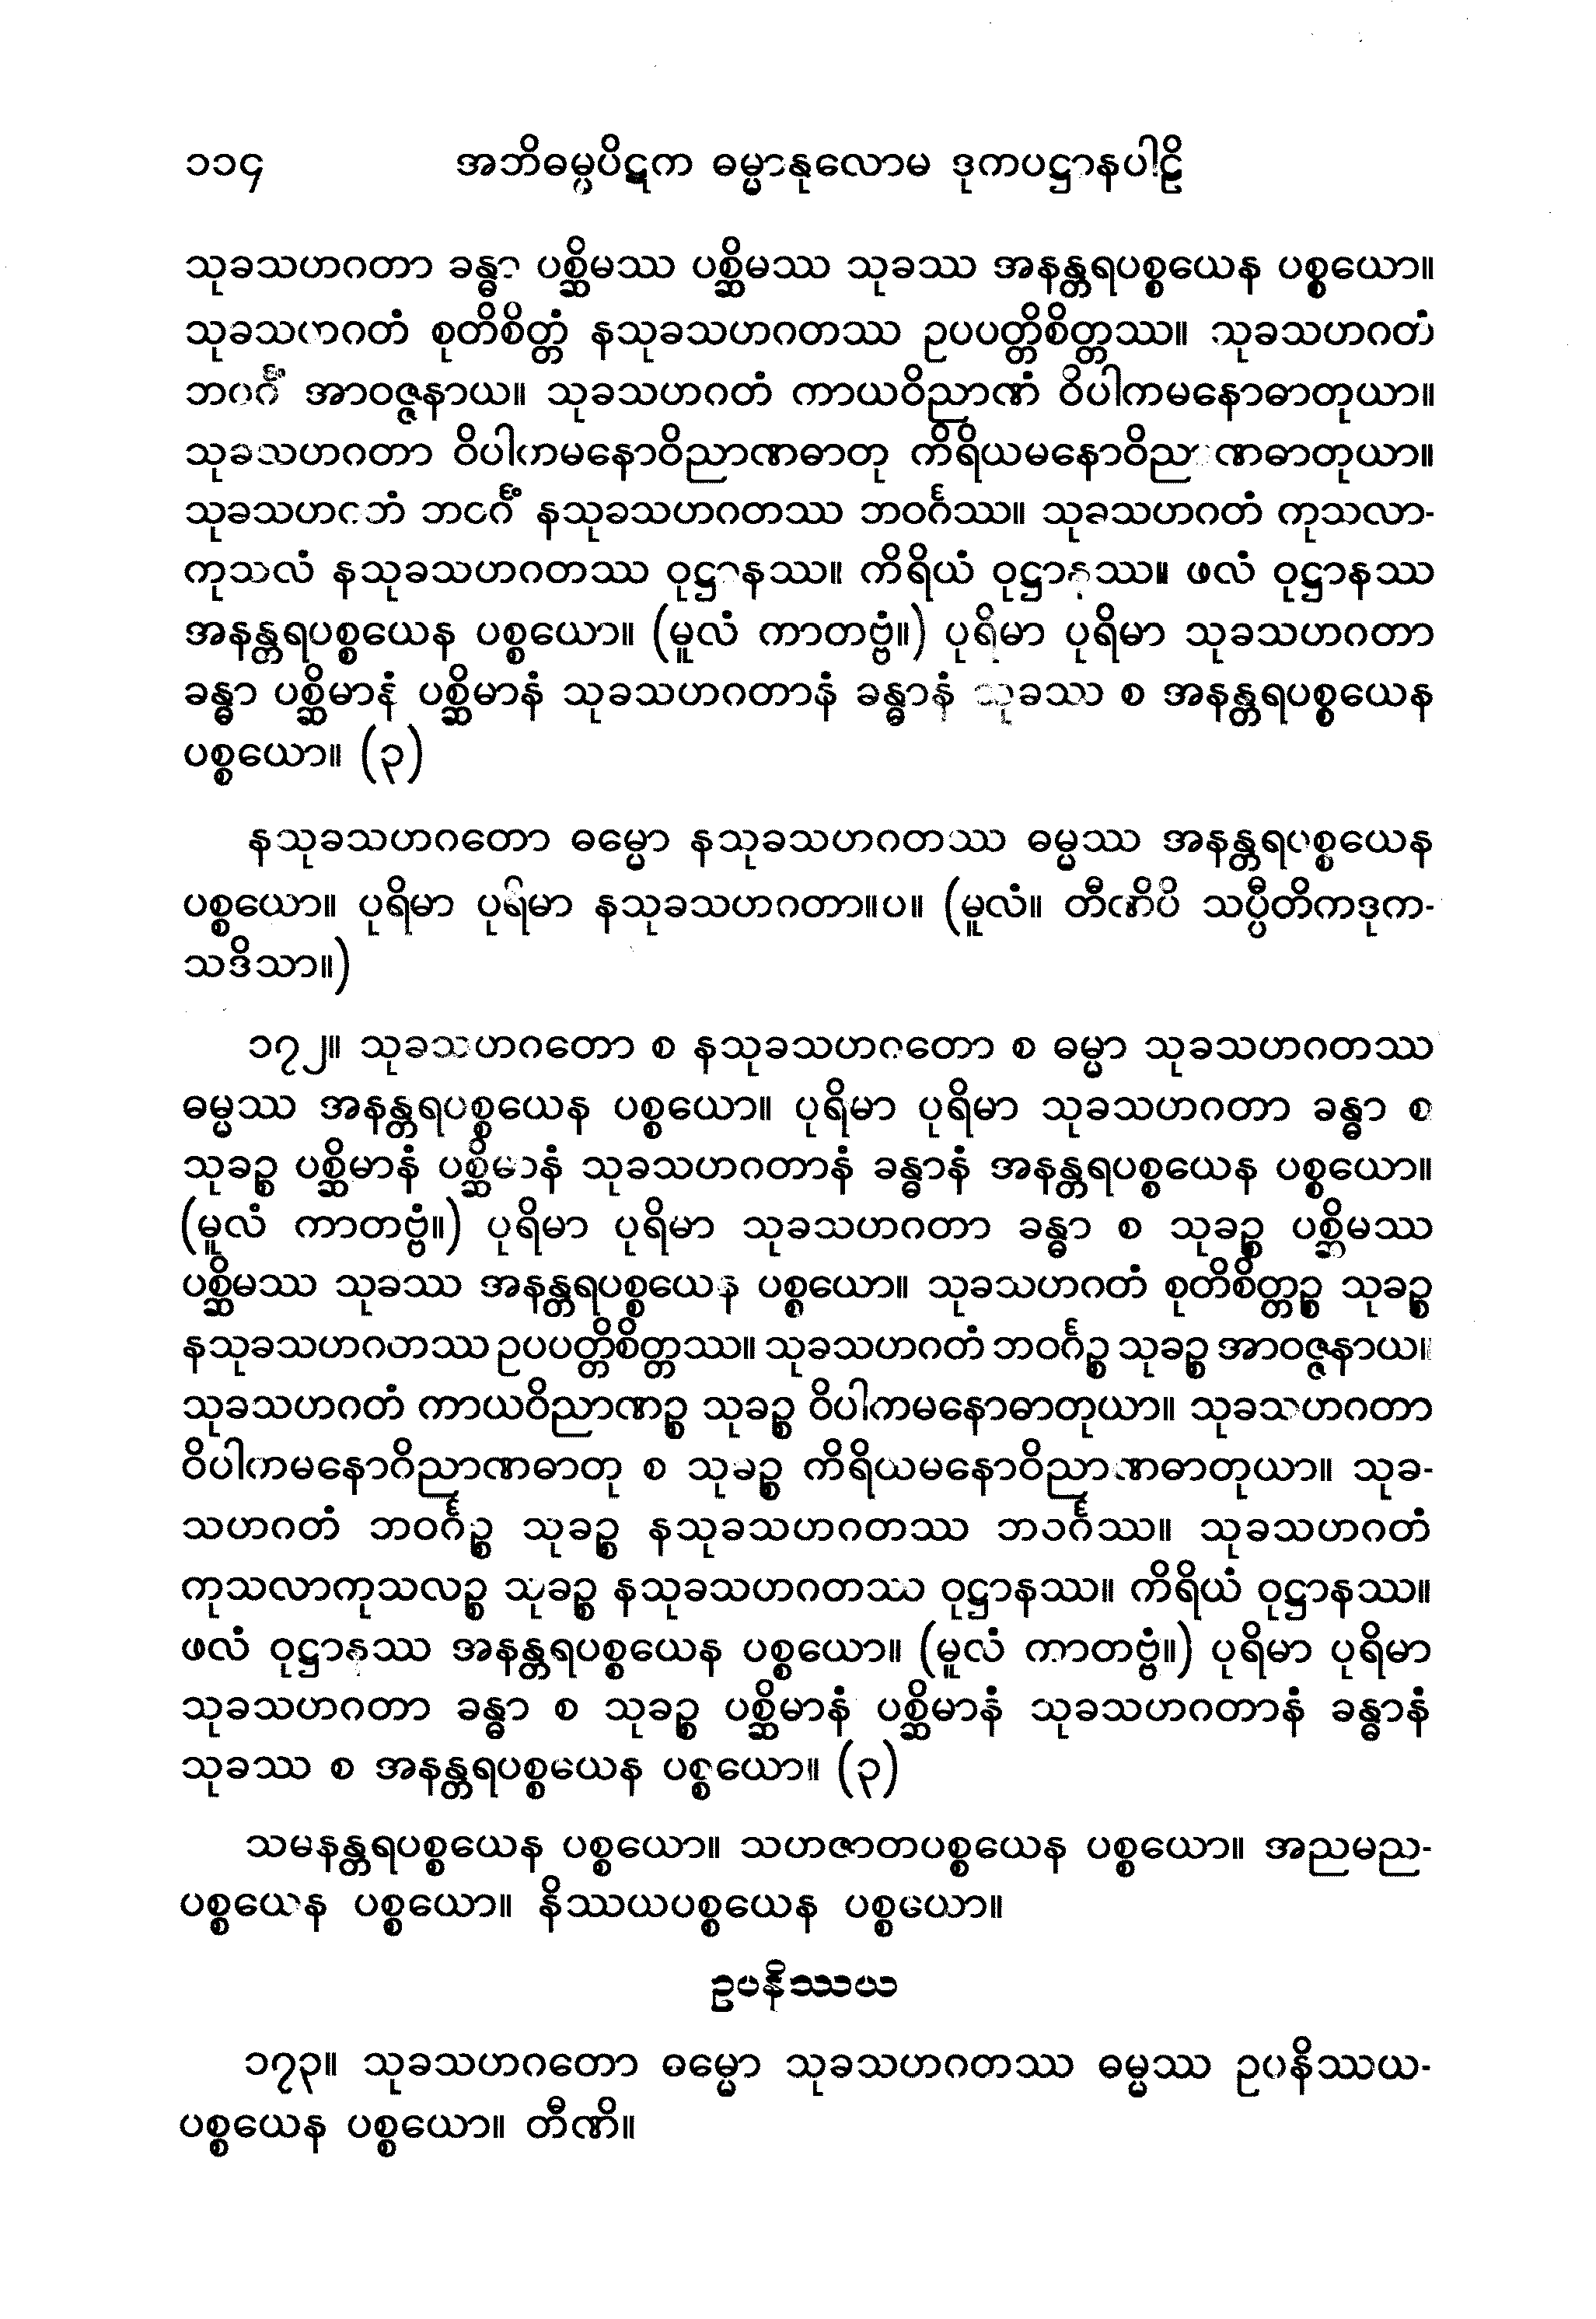 ၁၁၄ အဘိဓမ္မပိဋက ဓမ္မာနုလောမ ဒုကပဋ္ဌာနပါဠိ
သုခသဟဂတာ ခန္ဓာ ပစ္ဆိမဿ ပစ္ဆိမဿ သုခဿ အနန္တရပစ္စယေန ပစ္စယော။
သုခသဟဂတံ စုတိစိတ္တံ နသုခသဟဂတဿ ဥပပတ္တိစိတ္တဿ။ သုခသဟဂတံ
ဘဝင်္ဂံ အာဝဇ္ဇနာယ။ သုခသဟဂတံ ကာယဝိညာဏံ ဝိပါကမနောဓာတုယာ။
သုခသဟဂတာ ဝိပါကမနောဝိညာဏဓာတု ကိရိယမနောဝိညာဏဓာတုယာ။
သုခသဟဂတံ ဘဝင်္ဂံ နသုခသဟဂတဿ ဘဝင်္ဂဿ။ သုခသဟဂတံ ကုသလာ-
ကုသလံ နသုခသဟဂတဿ ဝုဋ္ဌာနဿ။ ကိရိယံ ဝုဋ္ဌာနဿ။ ဖလံ ဝုဋ္ဌာနဿ
အနန္တရပစ္စယေန ပစ္စယော။ (မူလံ ကာတဗ္ဗံ။) ပုရိမာ ပုရိမာ သုခသဟဂတာ
ခန္ဓာ ပစ္ဆိမာနံ ပစ္ဆိမာနံ သုခသဟဂတာနံ ခန္ဓာနံ သုခဿ စ အနန္တရပစ္စယေန
ပစ္စယော။ (၃)
နသုခသဟဂတော ဓမ္မော နသုခသဟဂတဿ ဓမ္မဿ အနန္တရပစ္စယေန
ပစ္စယော။ ပုရိမာ ပုရိမာ နသုခသဟဂတာ။ပ။ (မူလံ။ တီဏိပိ သပ္ပီတိကဒုက-
သဒိသာ။)
၁၇၂။ သုခသဟဂတော စ နသုခသဟဂတော စ ဓမ္မာ သုခသဟဂတဿ
ဓမ္မဿ အနန္တရပစ္စယေန ပစ္စယော။ ပုရိမာ ပုရိမာ သုခသဟဂတာ ခန္ဓာ စ
သုခဉ္စ ပစ္ဆိမာနံ ပစ္ဆိမာနံ သုခသဟဂတာနံ ခန္ဓာနံ အနန္တရပစ္စယေန ပစ္စယော။
(မူလံ ကာတဗ္ဗံ။) ပုရိမာ ပုရိမာ သုခသဟဂတာ ခန္ဓာ စ သုခဉ္စ ပစ္ဆိမဿ
ပစ္ဆိမဿ သုခဿ အနန္တရပစ္စယေန ပစ္စယော။ သုခသဟဂတံ စုတိစိတ္တဉ္စ သုခဉ္စ
နသုခသဟဂတဿ ဥပပတ္တိစိတ္တဿ။ သုခသဟဂတံ ဘဝင်္ဂဉ္စ သုခဉ္စ အာဝဇ္ဇနာယ။
သုခသဟဂတံ ကာယဝိညာဏဉ္စ သုခဉ္စ ဝိပါကမနောဓာတုယာ။ သုခသဟဂတာ
ဝိပါကမနောဝိညာဏဓာတု စ သုခဉ္စ ကိရိယမနောဝိညာဏဓာတုယာ။ သုခ-
သဟဂတံ ဘဝင်္ဂဉ္စ သုခဉ္စ နသုခသဟဂတဿ ဘဝင်္ဂဿ။ သုခသဟဂတံ
ကုသလာကုသလဉ္စ သုခဉ္စ နသုခသဟဂတဿ ဝုဋ္ဌာနဿ။ ကိရိယံ ဝုဋ္ဌာနဿ။
ဖလံ ဝုဋ္ဌာနဿ အနန္တရပစ္စယေန ပစ္စယော။ (မူလံ ကာတဗ္ဗံ။) ပုရိမာ ပုရိမာ
သုခသဟဂတာ ခန္ဓာ စ သုခဉ္စ ပစ္ဆိမာနံ ပစ္ဆိမာနံ သုခသဟဂတာနံ ခန္ဓာနံ
သုခဿ စ အနန္တရပစ္စယေန ပစ္စယော။ (၃)
သမနန္တရပစ္စယေန ပစ္စယော။ သဟဇာတပစ္စယေန ပစ္စယော။ အညမည-
ပစ္စယေန ပစ္စယော။ နိဿယပစ္စယေန ပစ္စယော။
ဥပနိဿယ
၁၇၃။ သုခသဟဂတော ဓမ္မော သုခသဟဂတဿ ဓမ္မဿ ဥပနိဿယ-
ပစ္စယေန ပစ္စယော။ တီဏိ။